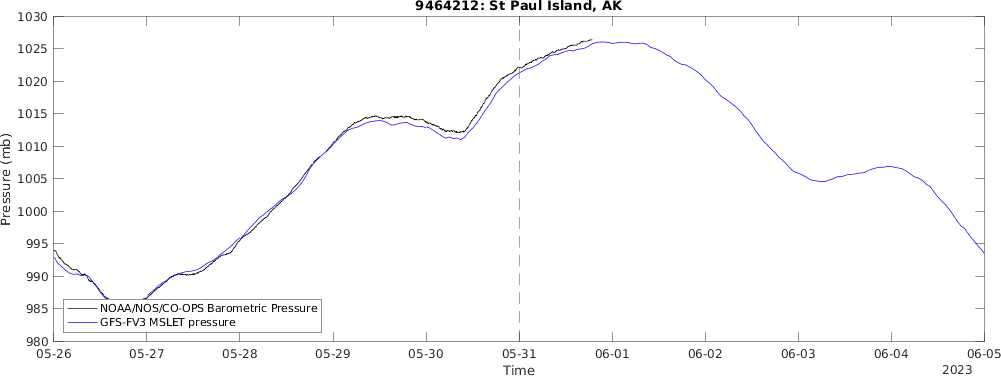 9464212: St Paul Island, AK
1030
1025
1020
1015
1010
1005
1000
995
990
985
980
Pressure (mb)
NOAA/NOS/CO-OPS Barometric Pressure
GFS-FV3 MSLET pressure
05-26 05-27 05-28 05-29 05-30 05-31 06-01 06-02 06-03 06-04 06-05
Time
2023